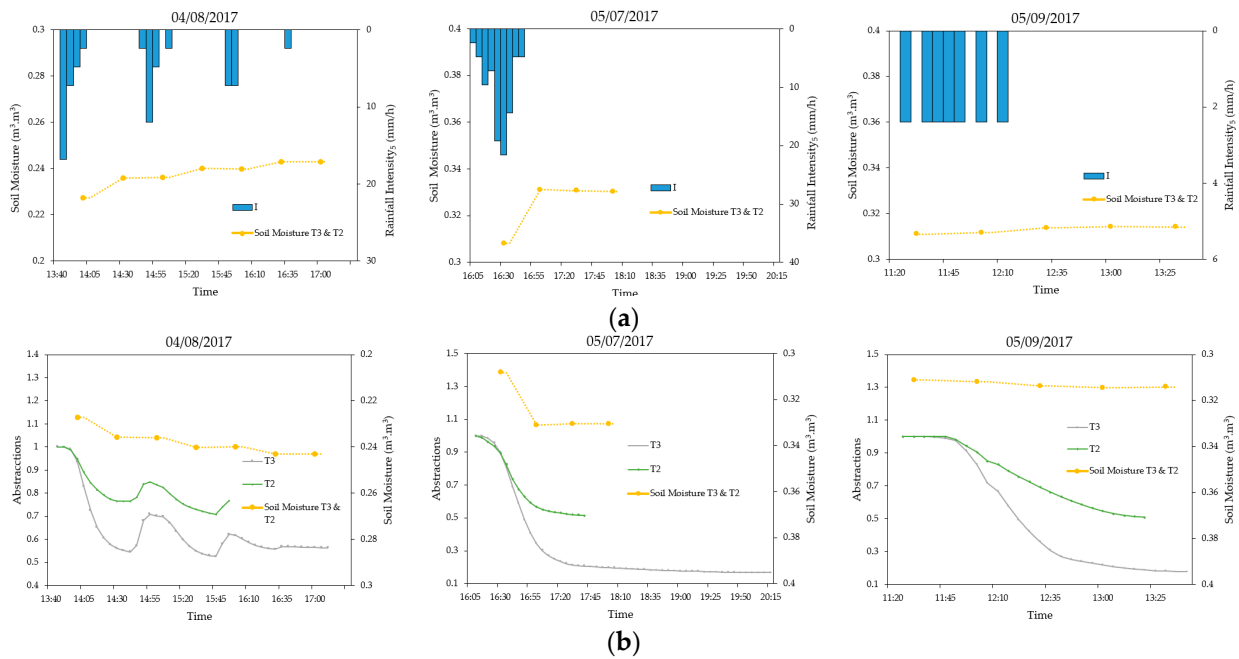 04/08/2017
0.3
0.28
0.26
0.24
0.22
0.2
Soil Moisture (m³.m³)
0
10
20
30
Rainfall Intensity₅ (mm/h)
I
Soil Moisture T3 & T2
13:40 14:05 14:30 14:55 15:20 15:45 16:10 16:35 17:00
Time
05/07/2017
0.4
0.38
0.36
0.34
0.32
0.3
Soil Moisture (m³.m³)
0
10
20
30
40
Rainfall Intensity₅ (mm/h)
I
Soil Moisture T3 & T2
16:05 16:30 16:55 17:20 17:45 18:10 18:35 19:00 19:25 19:50 20:15
Time
05/09/2017
0.4
0.38
0.36
0.34
0.32
0.3
Soil Moisture (m³.m³)
0
2
4
6
Rainfall Intensity₅ (mm/h)
I
Soil Moisture T3 & T2
11:20 11:45 12:10 12:35 13:00 13:25
Time
(a)
04/08/2017
1.4
1.3
1.2
1.1
1
0.9
0.8
0.7
0.6
0.5
0.4
Abstractions
0.2
0.22
0.24
0.26
0.28
0.3
Soil Moisture (m³.m³)
T3
T2
Soil Moisture T3 &
T2
13:40 14:05 14:30 14:55 15:20 15:45 16:10 16:35 17:00
Time
05/07/2017
1.5
1.3
1.1
0.9
0.7
0.5
0.3
0.1
Abstractions
0.3
0.32
0.34
0.36
0.38
0.4
Soil Moisture (m³.m³)
T3
T2
Soil Moisture T3 & T2
16:05 16:30 16:55 17:20 17:45 18:10 18:35 19:00 19:25 19:50 20:15
Time
05/09/2017
1.5
1.3
1.1
0.9
0.7
0.5
0.3
0.1
Abstractions
0.3
0.32
0.34
0.36
0.38
0.4
Soil Moisture (m³.m³)
T3
T2
Soil Moisture T3 & T2
11:20 11:45 12:10 12:35 13:00 13:25
Time
(b)